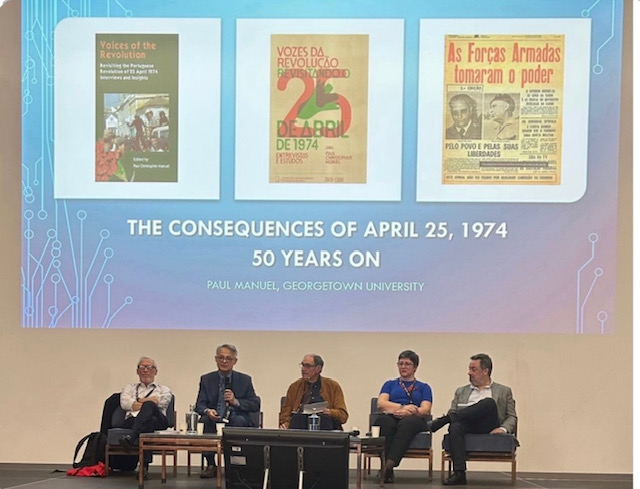 Voices of the
Revolution
Revisiting the Portuguese
Revolution of 25 April 1974
Interviews and Insights
Edited by
Paul Christopher Manuel
VOZES DA
REVOLUÇÃO
REVISITANDO O
25
DE ABRIL
DE 1974
ENTREVISTAS
E ESTUDOS
As Forças Armadas
tomaram o poder
PELO POVO E PELAS SUAS
LIBERDADES
THE CONSEQUENCES OF APRIL 25, 1974
50 YEARS ON
PAUL MANUEL, GEORGETOWN UNIVERSITY